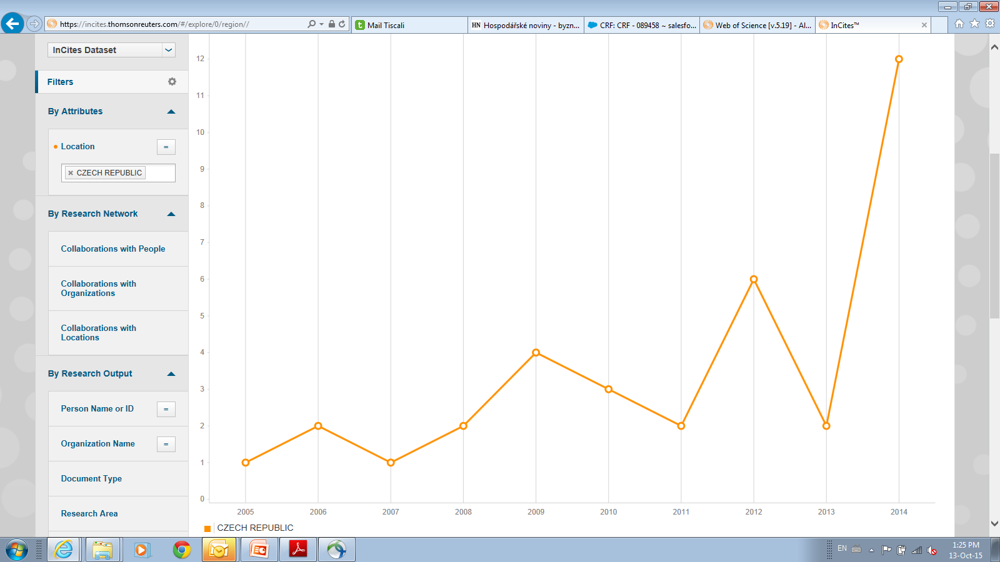 https://incites.thomsonreuters.com/#/explore/0/region//
Mail Tiscali
HN Hospodářské noviny - byzn...
CRF: CRF - 089458 ~ salesfo...
Web of Science [v.5.19] - Al...
InCites™
InCites Dataset
Filters
By Attributes
Location
=
CZECH REPUBLIC
By Research Network
Collaborations with People
Collaborations with
Organizations
Collaborations with
Locations
By Research Output
Person Name or ID
=
Organization Name
=
Document Type
Research Area
12
11
10
9
8
7
6
5
4
3
2
1
0
2005 2006 2007 2008 2009 2010 2011 2012 2013 2014
CZECH REPUBLIC
EN
1:25 PM
13-Oct-15